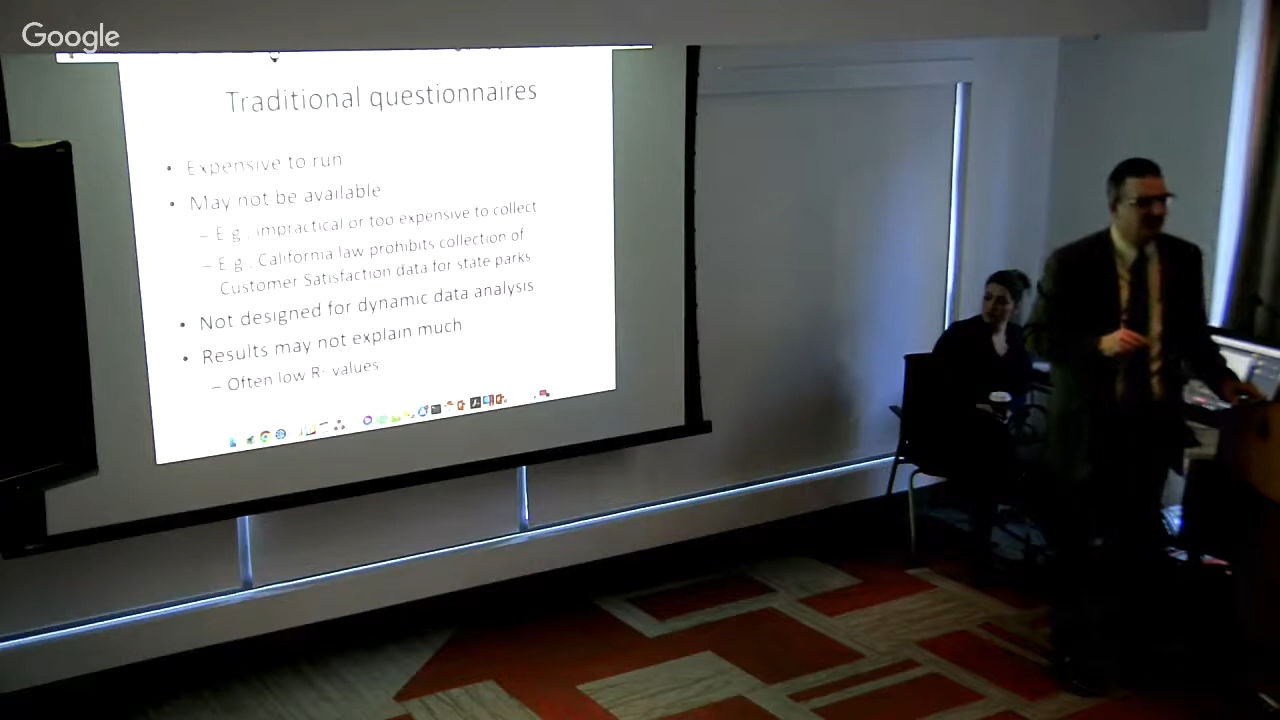 Google
Traditional questionnaires
• Expensive to run
• May not be available
– E g , impractical or too expensive to collect
– E g , California law prohibits collection of
Customer Satisfaction data for state parks
• Not designed for dynamic data analysis
• Results may not explain much
– Often low R² values